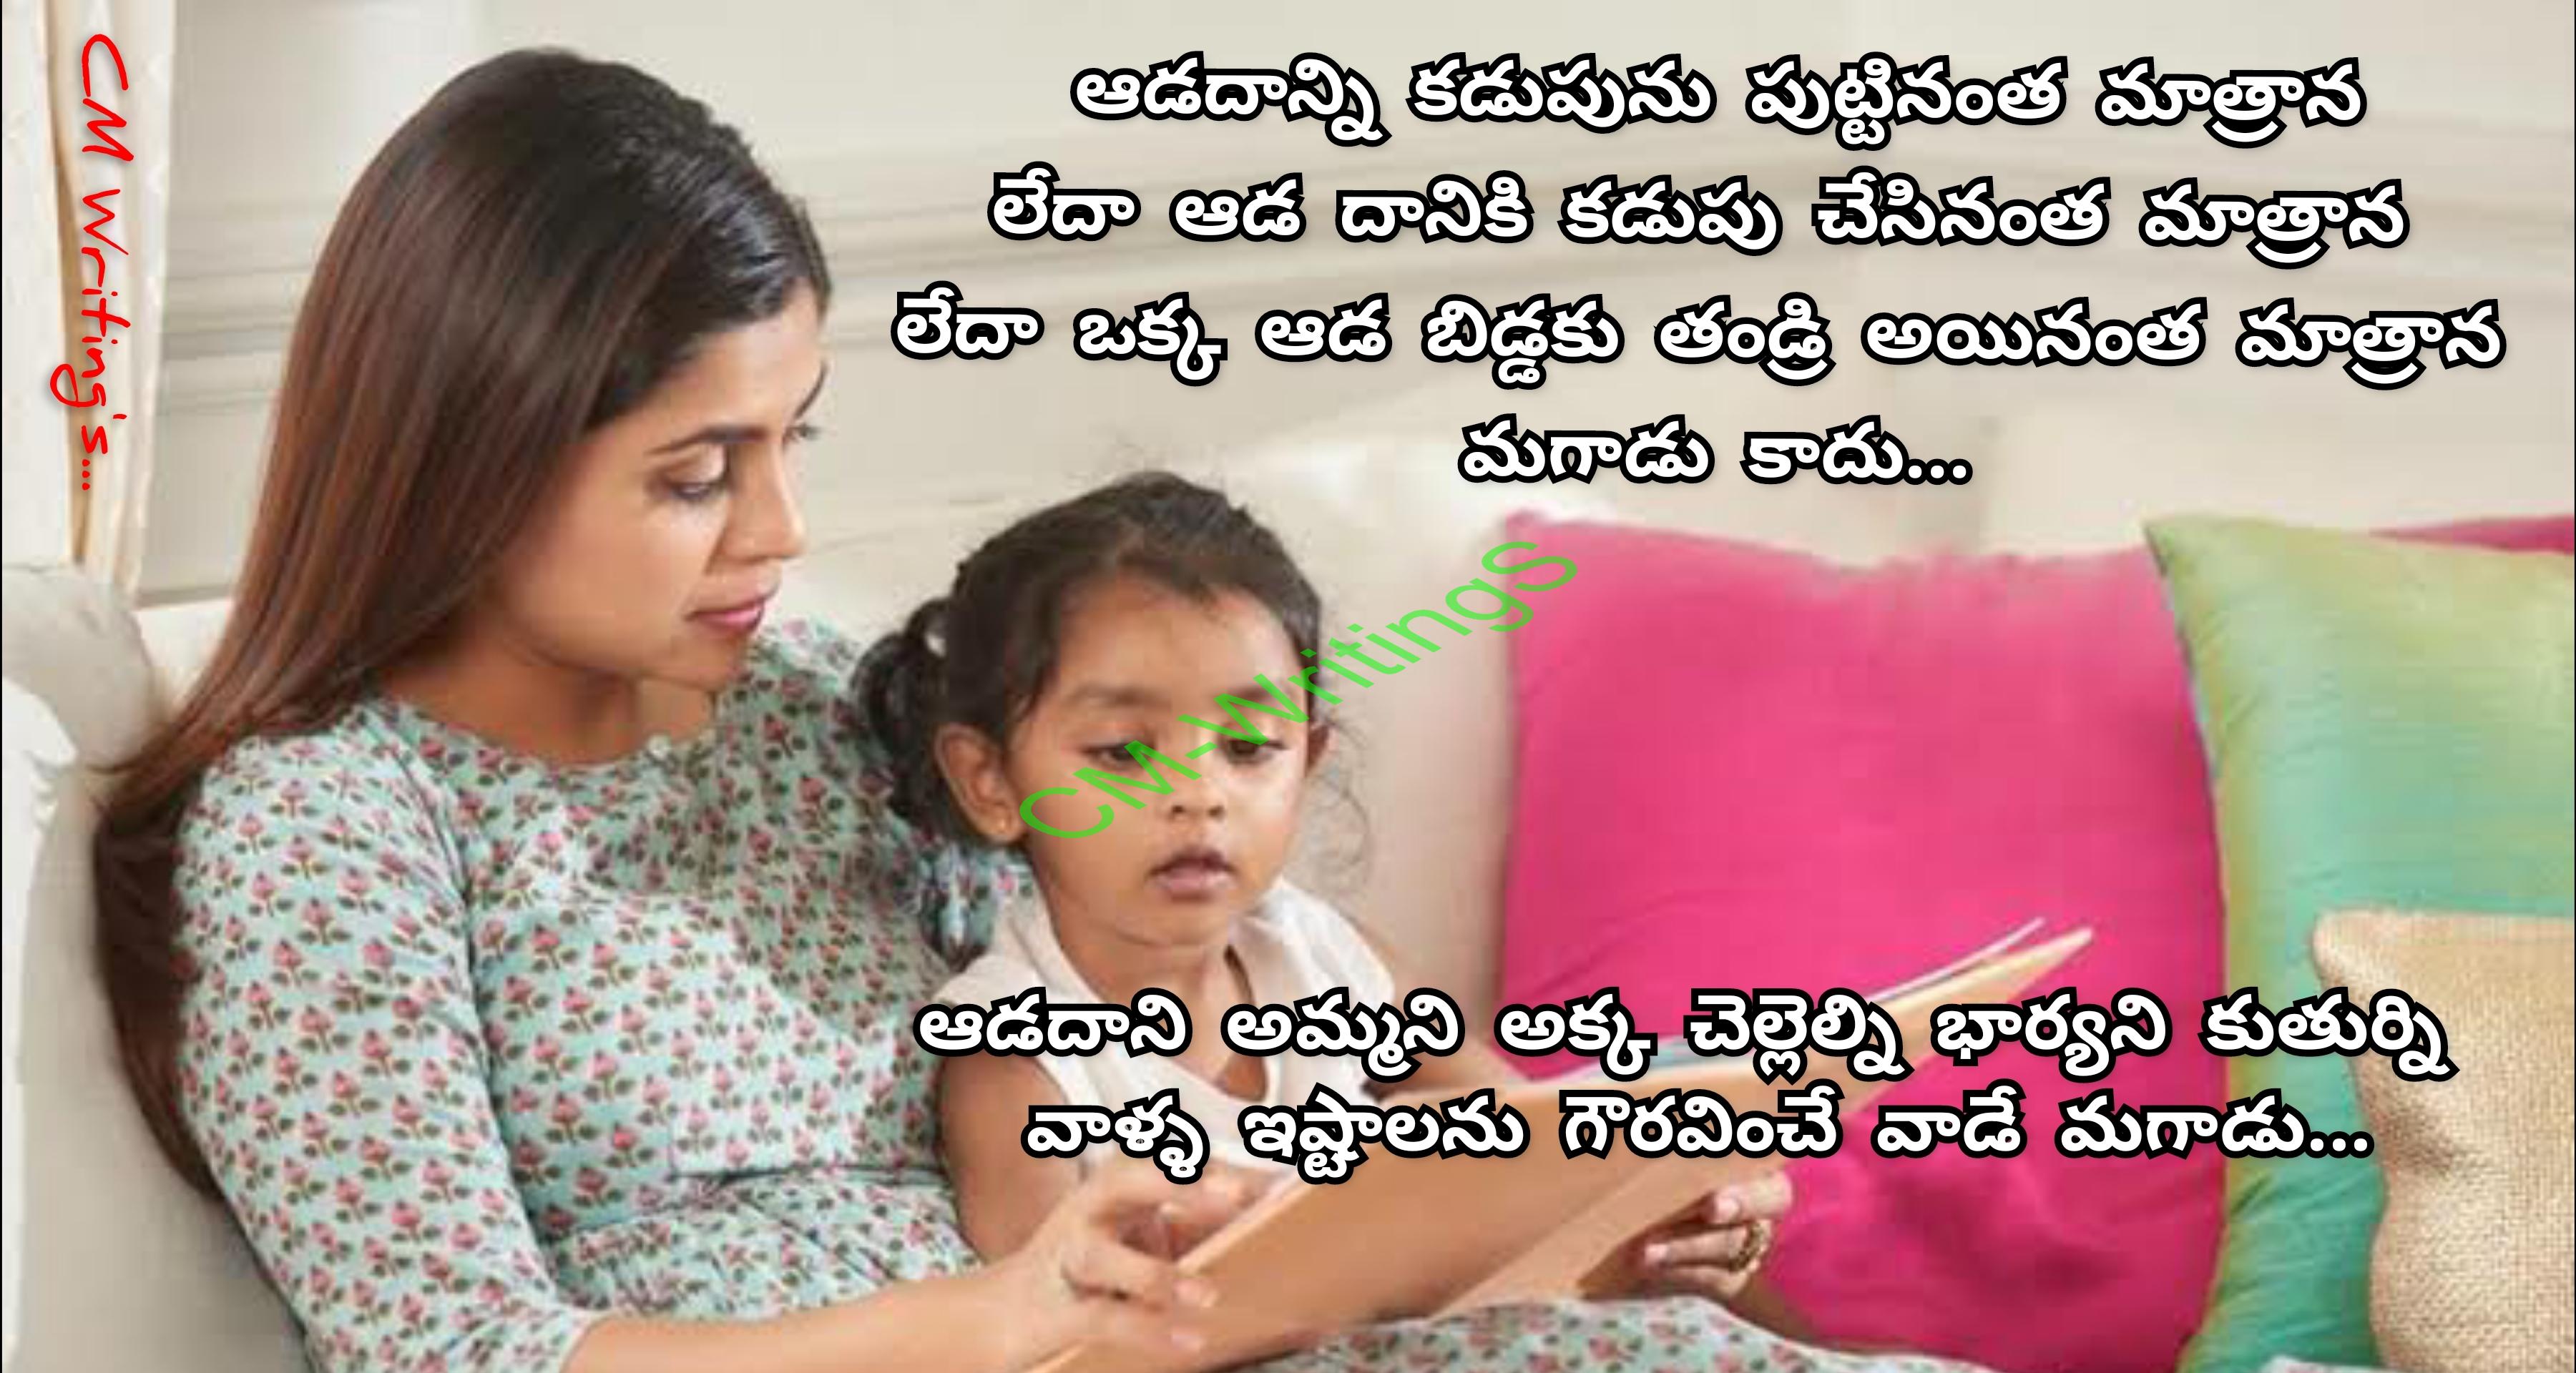 CM Writing's...
ఆడదాన్ని కడుపును పుట్టినంత మాత్రాన
లేదా ఆడ దానికి కడుపు చేసినంత మాత్రాన
లేదా ఒక్క ఆడ బిడ్డకు తండ్రి అయినంత మాత్రాన
మగాడు కాదు...
CM-WritingS
ఆడదాని అమ్మని అక్క చెల్లెల్ని భార్యని కుతుర్ని
వాళ్ళ ఇష్టాలను గౌరవించే వాడే మగాడు...